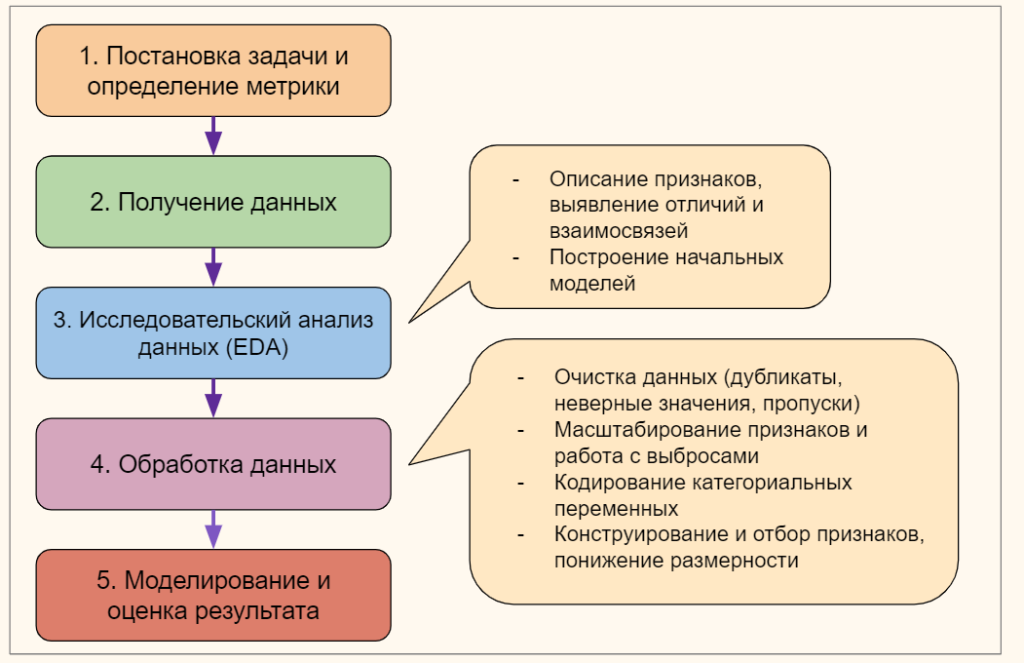 1. Постановка задачи и
определение метрики
2. Получение данных
- Описание признаков,
выявление отличий и
взаимосвязей
- Построение начальных
моделей
3. Исследовательский анализ
данных (EDA)
- Очистка данных (дубликаты,
неверные значения, пропуски)
- Масштабирование признаков и
работа с выбросами
- Кодирование категориальных
переменных
- Конструирование и отбор признаков,
понижение размерности
4. Обработка данных
5. Моделирование и
оценка результата